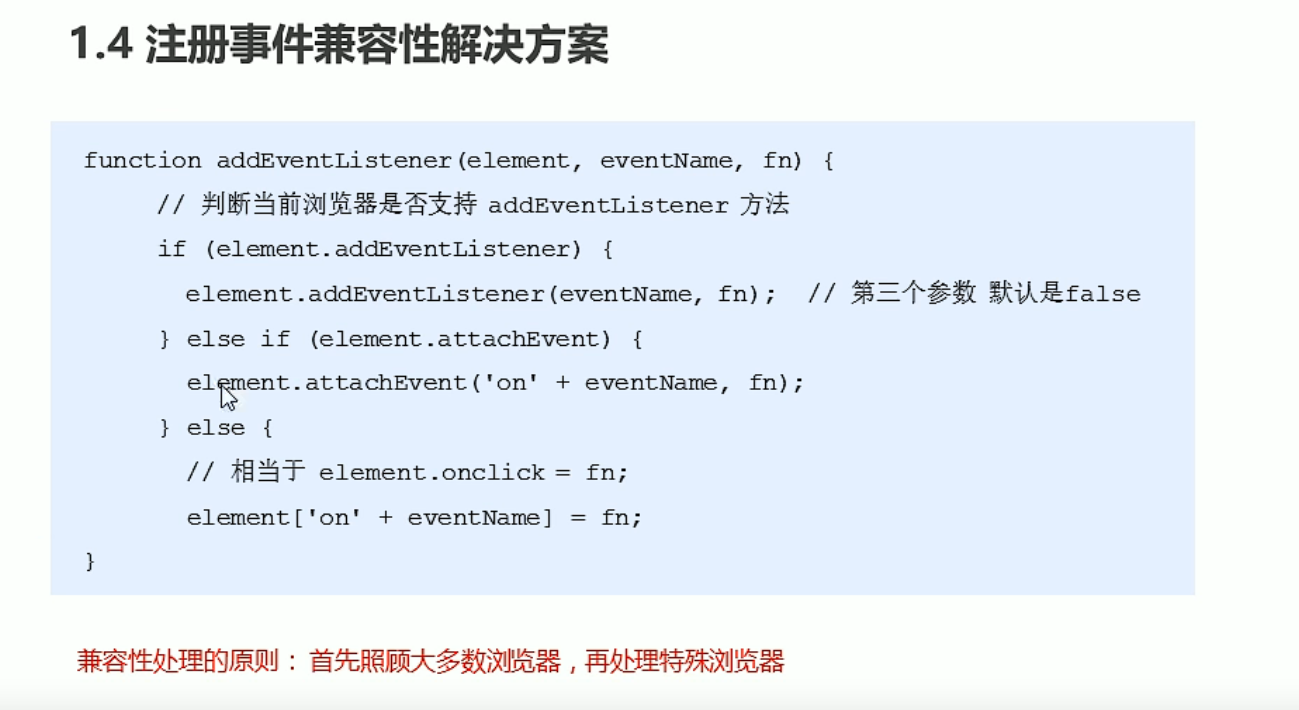 1.4 注册事件兼容性解决方案
function addEventListener(element, eventName, fn) {
// 判断当前浏览器是否支持 addEventListener 方法
if (element.addEventListener) {
element.addEventListener(eventName, fn); // 第三个参数 默认是false
} else if (element.attachEvent) {
element.attachEvent('on' + eventName, fn);
} else {
// 相当于 element.onclick = fn;
element['on' + eventName] = fn;
}
兼容性处理的原则：首先照顾大多数浏览器，再处理特殊浏览器